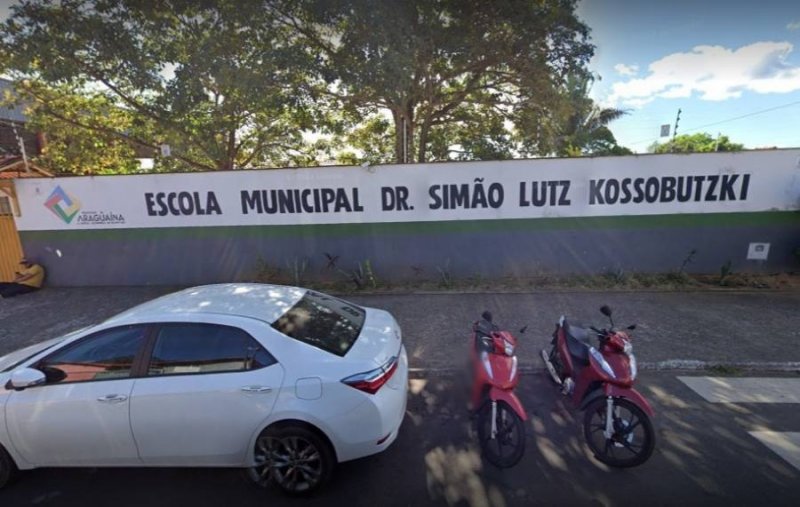 ESCOLA MUNICIPAL DR. SIMÃO LUTZ KOSSOBUTZKI
ARAGUAÍNA